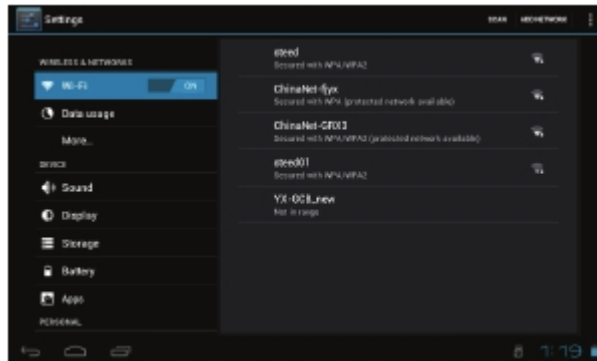 Settings
SCAN ADD NETWORK
WIRELESS & NETWORKS
Wi-Fi ON
Data usage
More...
DEVICE
Sound
Display
Storage
Battery
Apps
PERSONAL
steed
Secured with WPA/WPA2
ChinaNet-fjyx
Secured with WPA (protected network available)
ChinaNet-GRX3
Secured with WPA/WPA2 (protected network available)
steed01
Secured with WPA/WPA2
Not in range
1:19